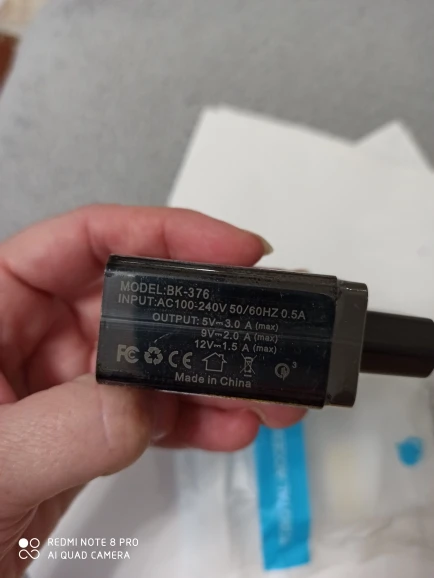 MODEL:BK-376
INPUT:AC100-240V 50/60HZ 0.5A
OUTPUT: 5V⎓3.0 A (max)
9V⎓2.0 A (max)
12V⎓1.5 A (max)
FC CE 3
Made in China
REDMI NOTE 8 PRO
AI QUAD CAMERA